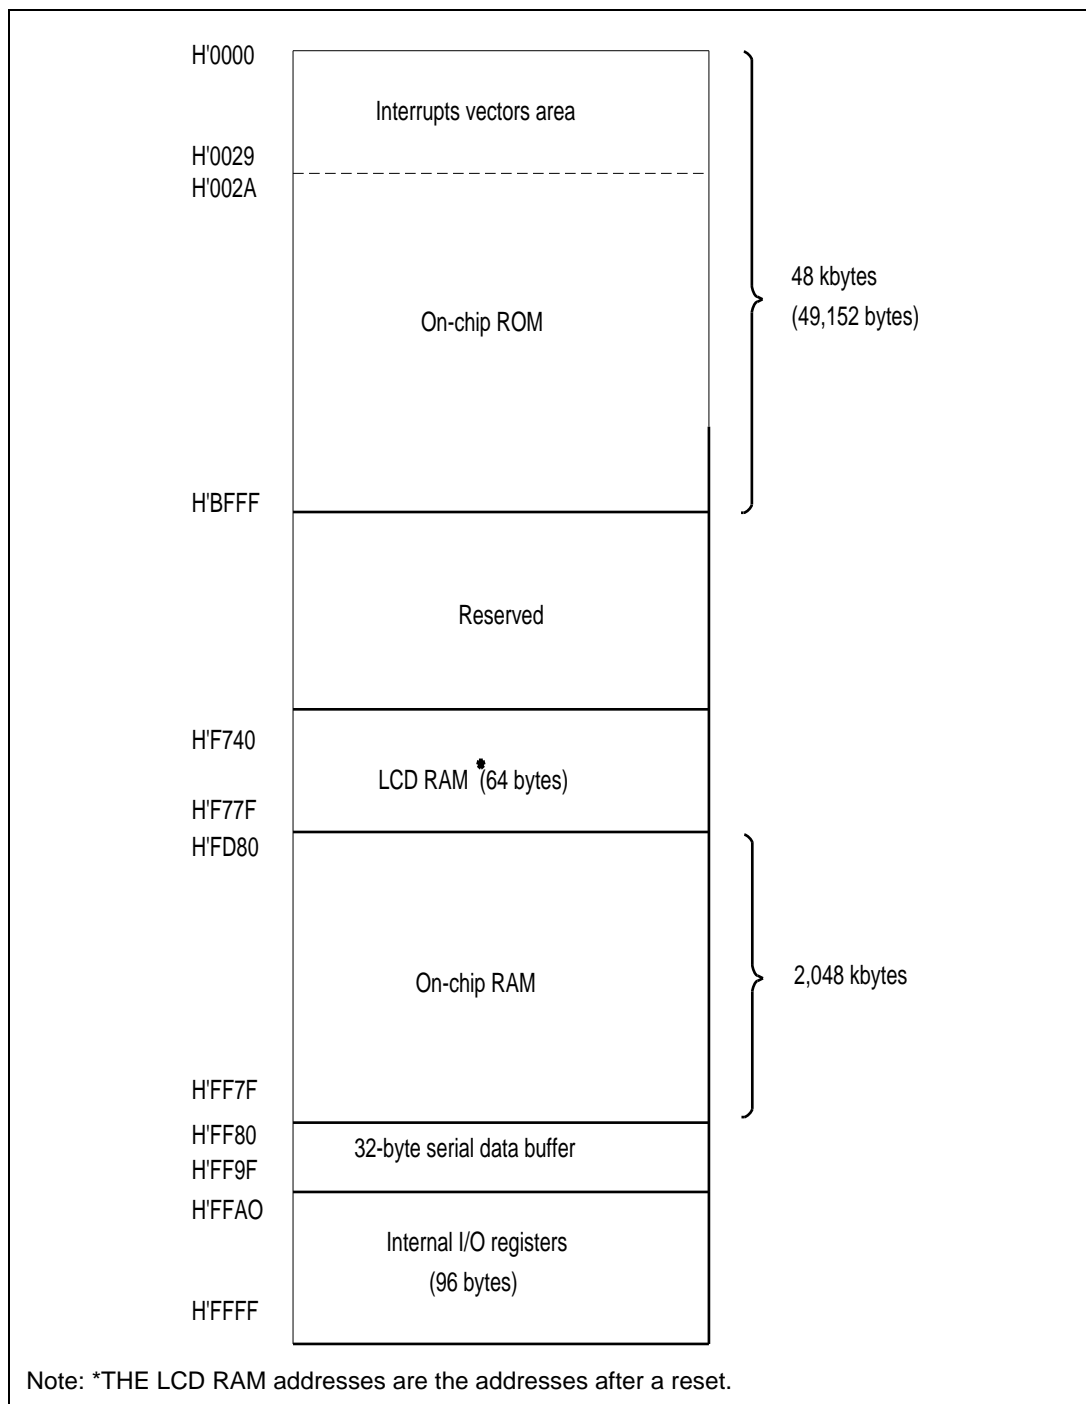 H'0000
Interrupts vectors area
H'0029
H'002A
48 kbytes
(49,152 bytes)
On-chip ROM
H'BFFF
Reserved
H'F740
LCD RAM *(64 bytes)
H'F77F
H'FD80
On-chip RAM
2,048 kbytes
H'FF7F
H'FF80
32-byte serial data buffer
H'FF9F
H'FFAO
Internal I/O registers
(96 bytes)
H'FFFF
Note: *THE LCD RAM addresses are the addresses after a reset.